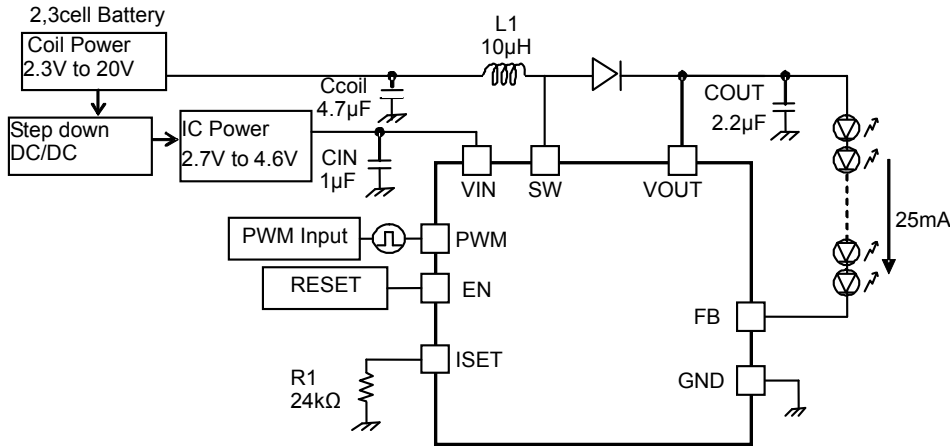 2,3cell Battery
Coil Power
2.3V to 20V
Step down
DC/DC
IC Power
2.7V to 4.6V
Ccoil
4.7µF
CIN
1µF
L1
10µH
COUT
2.2µF
25mA
VIN
SW
VOUT
PWM Input
PWM
RESET
EN
ISET
R1
24kΩ
FB
GND